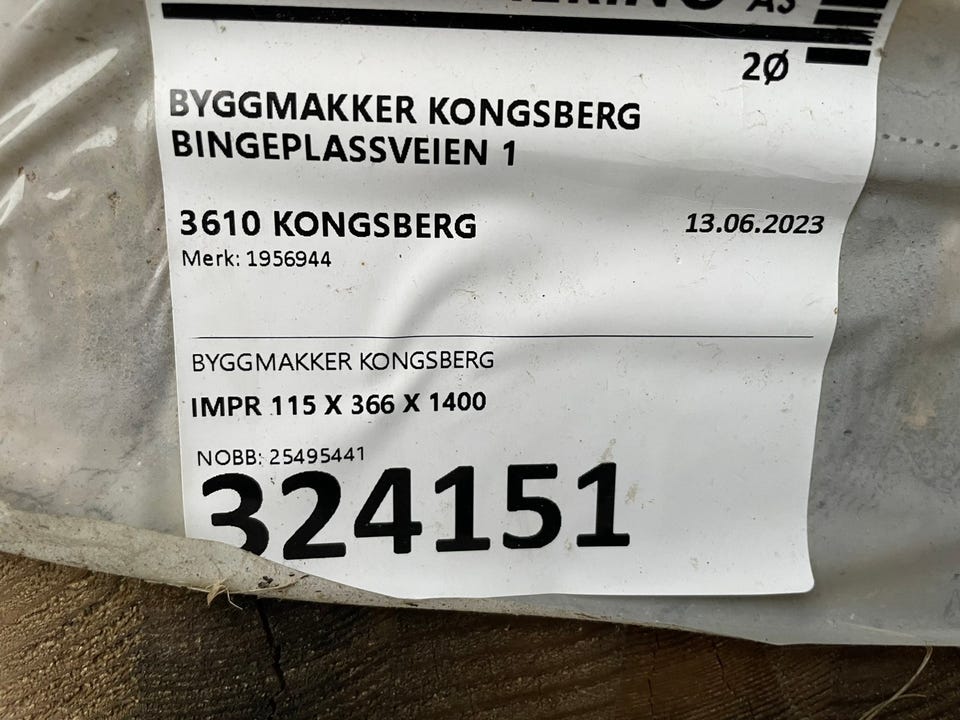 AS
2Ø
BYGGMAKKER KONGSBERG
BINGEPLASSVEIEN 1
3610 KONGSBERG
13.06.2023
Merk: 1956944
BYGGMAKKER KONGSBERG
IMPR 115 X 366 X 1400
NOBB: 25495441
324151